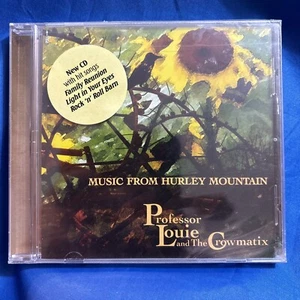 New CD
with hit songs
Family Reunion
Light in Your Eyes
Rock 'n' Roll Barn
MUSIC FROM HURLEY MOUNTAIN
Professor
Louie
and The Crowmatix